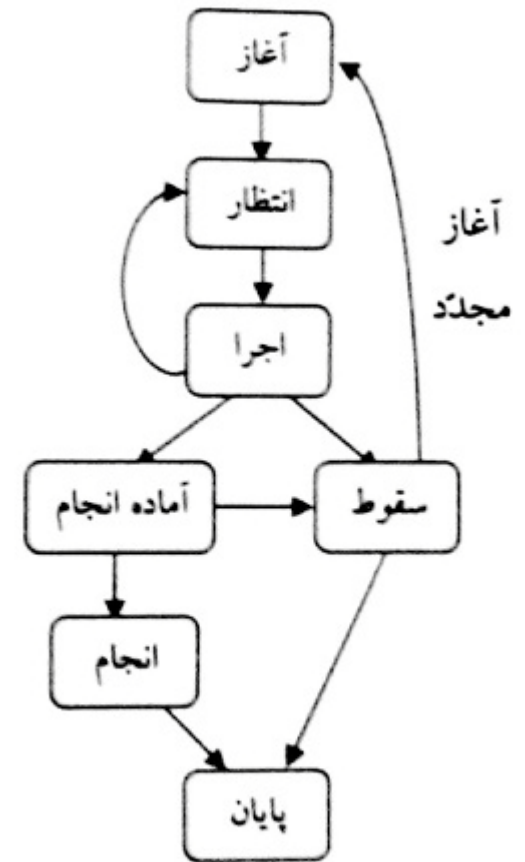 آغاز
انتظار
آغاز
مجدّد
اجرا
آماده انجام
سقوط
انجام
پایان